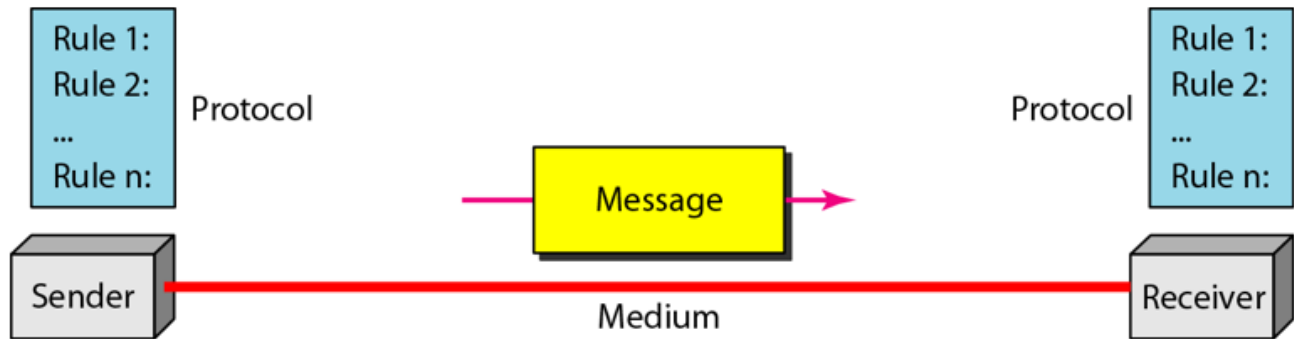 Rule 1:
Rule 2:
...
Rule n:
Protocol
Message
Protocol
Rule 1:
Rule 2:
...
Rule n:
Sender
Medium
Receiver